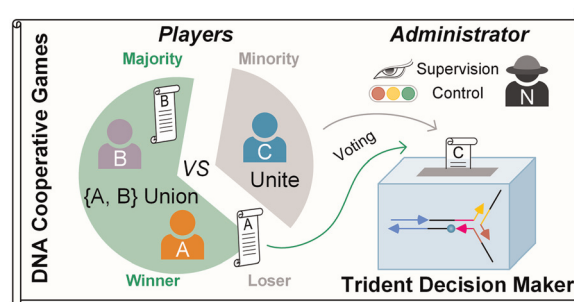 DNA Cooperative Games
Players
Majority
Minority
B
B
VS
C
Unite
{A, B} Union
A
A
Winner
Loser
Administrator
Supervision
Control
N
Voting
C
Trident Decision Maker